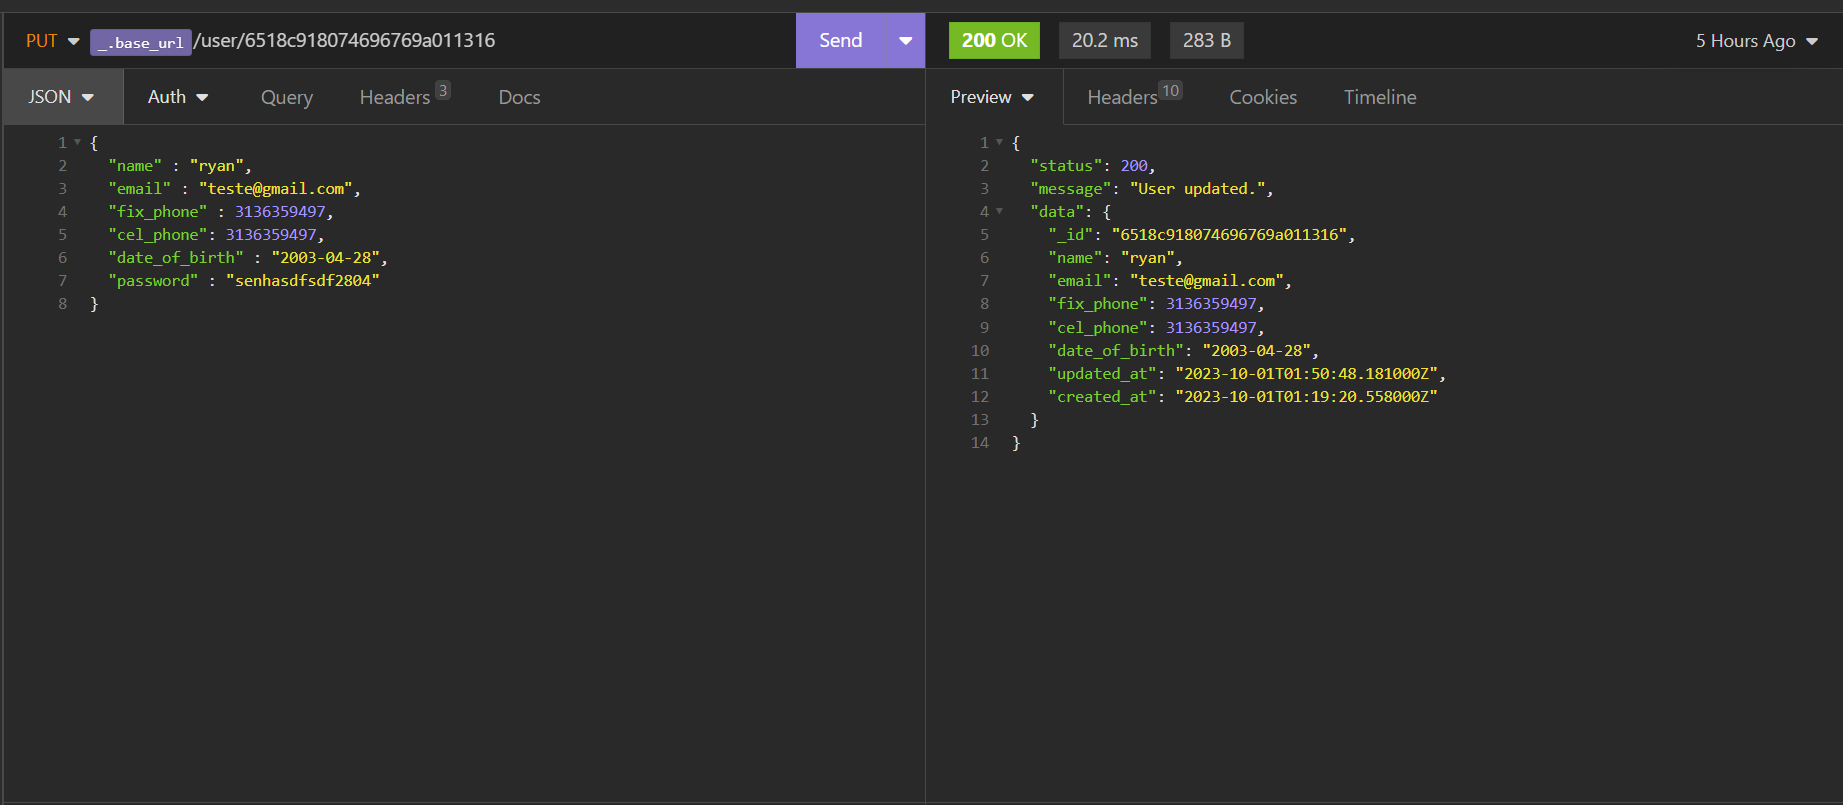 PUT _.base_url/user/6518c918074696769a011316 Send 200 OK 20.2 ms 283 B 5 Hours Ago
JSON Auth Query Headers 3 Docs
1 {
2 "name" : "ryan",
3 "email" : "teste@gmail.com",
4 "fix_phone" : 3136359497,
5 "cel_phone": 3136359497,
6 "date_of_birth" : "2003-04-28",
7 "password" : "senhasdfsdf2804"
8 }
Preview Headers 10 Cookies Timeline
1 {
2 "status": 200,
3 "message": "User updated.",
4 "data": {
5 "_id": "6518c918074696769a011316",
6 "name": "ryan",
7 "email": "teste@gmail.com",
8 "fix_phone": 3136359497,
9 "cel_phone": 3136359497,
10 "date_of_birth": "2003-04-28",
11 "updated_at": "2023-10-01T01:50:48.181000Z",
12 "created_at": "2023-10-01T01:19:20.558000Z"
13 }
14 }